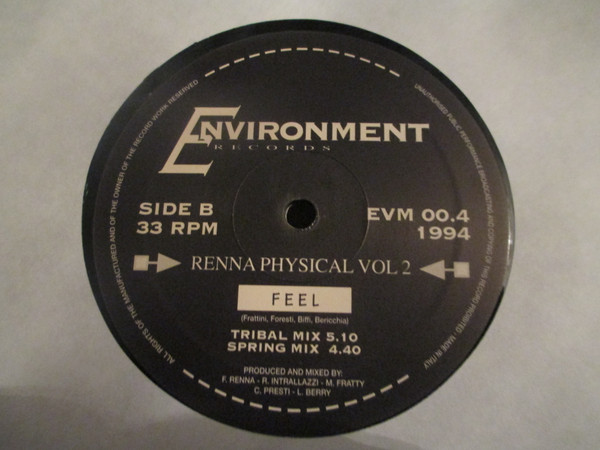 ENVIRONMENT
RECORDS
SIDE B
33 RPM
EVM 00.4
1994
RENNA PHYSICAL VOL 2
FEEL
(Frattini, Foresti, Biffi, Bericchia)
TRIBAL MIX 5.10
SPRING MIX 4.40
PRODUCED AND MIXED BY:
F. RENNA - R. INTRALLAZZI - M. FRATTY
C. PRESTI - L. BERRY
ALL RIGHTS OF THE MANUFACTURED AND OF THE OWNER OF THE RECORD WORK RESERVED
UNAUTHORISED PUBLIC PERFORMANCE BROADCASTING AND COPYING OF THIS RECORD PROHIBITED MADE IN ITALY